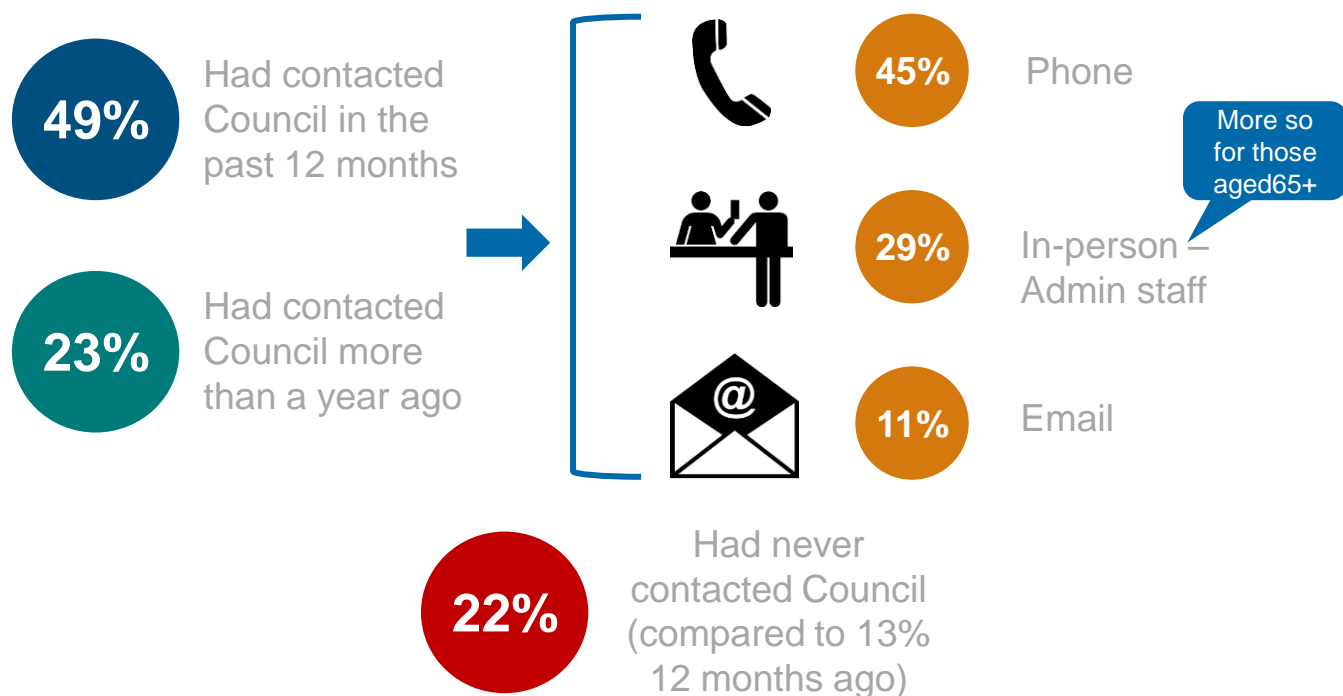 49%
Had contacted
Council in the
past 12 months
23%
Had contacted
Council more
than a year ago
45%
Phone
More so
for those
aged65+
29%
In-person –
Admin staff
@
11%
Email
22%
Had never
contacted Council
(compared to 13%
12 months ago)